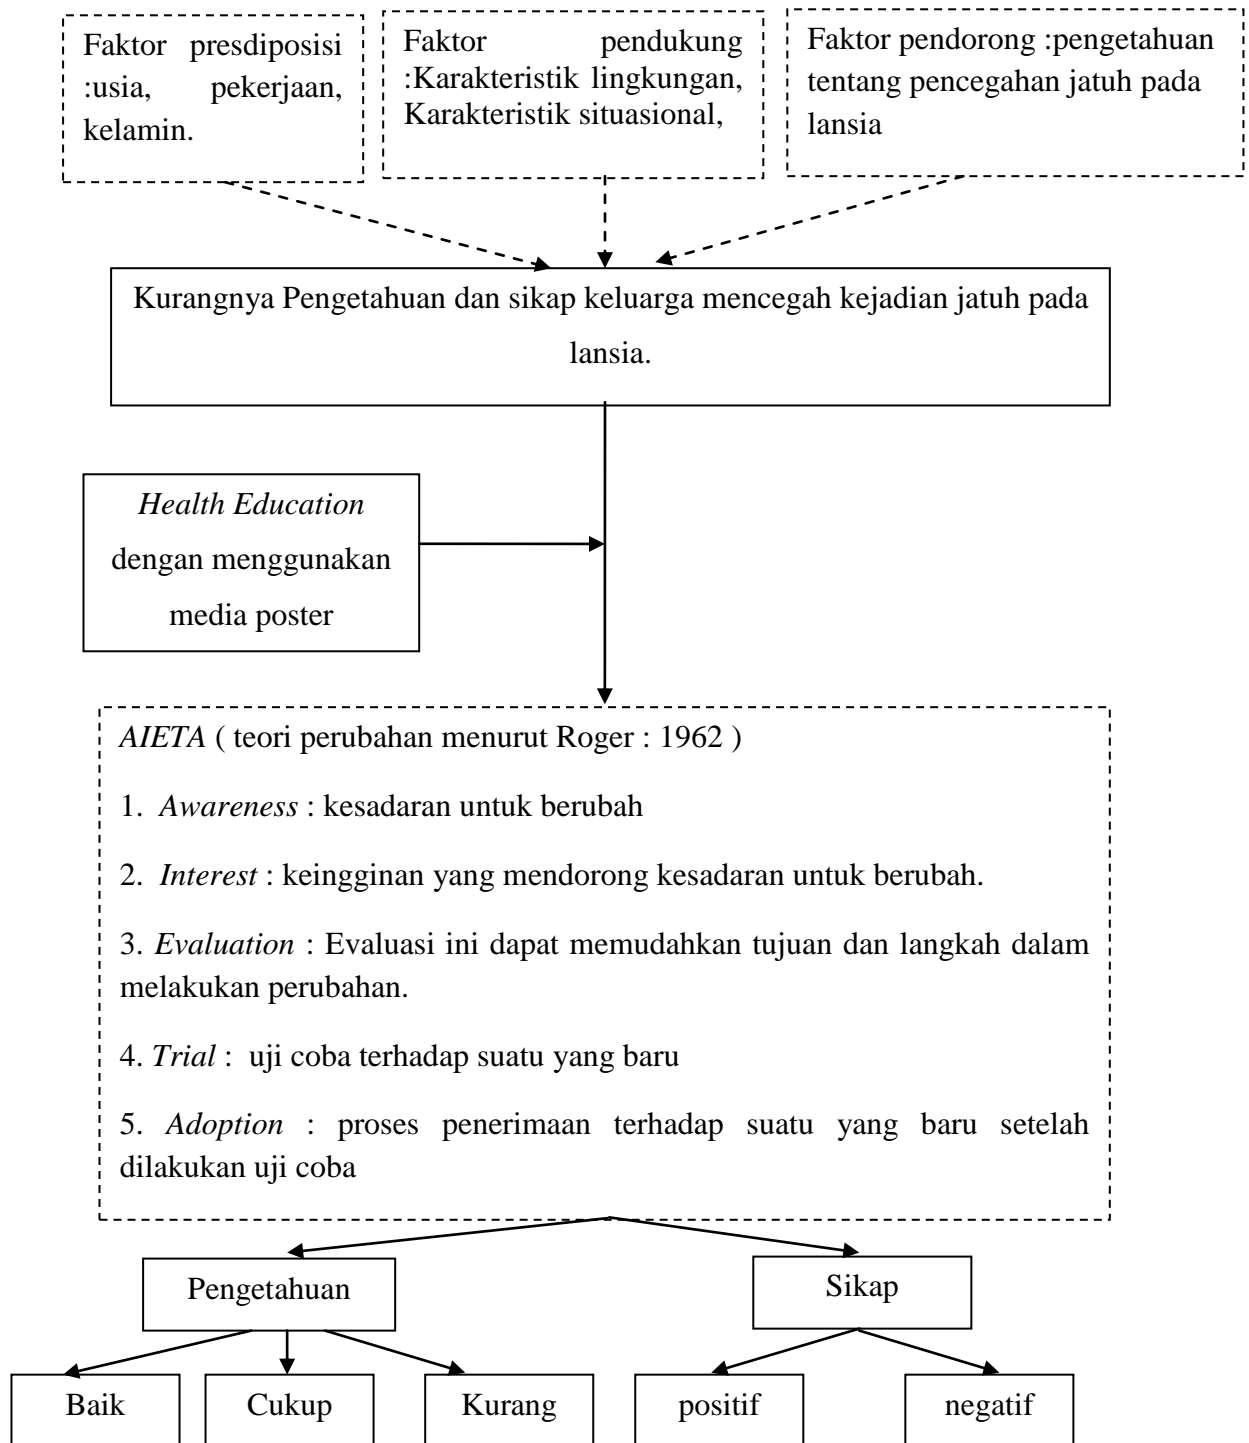 Faktor presdiposisi
:usia, pekerjaan,
kelamin.
Faktor pendukung
:Karakteristik lingkungan,
Karakteristik situasional,
Faktor pendorong :pengetahuan
tentang pencegahan jatuh pada
lansia
Kurangnya Pengetahuan dan sikap keluarga mencegah kejadian jatuh pada
lansia.
Health Education
dengan menggunakan
media poster
AIETA ( teori perubahan menurut Roger : 1962 )
1. Awareness : kesadaran untuk berubah
2. Interest : keingginan yang mendorong kesadaran untuk berubah.
3. Evaluation : Evaluasi ini dapat memudahkan tujuan dan langkah dalam
melakukan perubahan.
4. Trial : uji coba terhadap suatu yang baru
5. Adoption : proses penerimaan terhadap suatu yang baru setelah
dilakukan uji coba
Pengetahuan
Sikap
Baik
Cukup
Kurang
positif
negatif